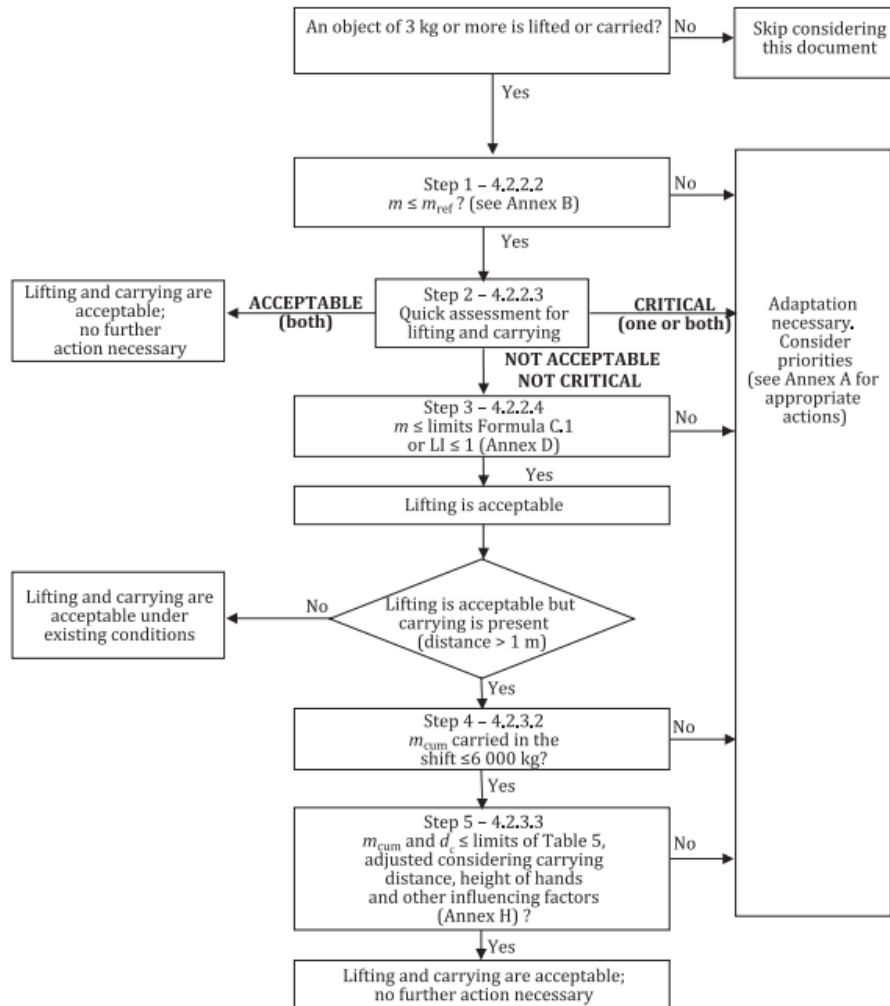 An object of 3 kg or more is lifted or carried?
No
Skip considering
this document
Yes
Step 1 – 4.2.2.2
m ≤ mref ? (see Annex B)
No
Yes
Lifting and carrying are
acceptable;
no further
action necessary
ACCEPTABLE
(both)
Step 2 – 4.2.2.3
Quick assessment for
lifting and carrying
CRITICAL
(one or both)
Adaptation
necessary.
Consider
priorities
(see Annex A for
appropriate
actions)
NOT ACCEPTABLE
NOT CRITICAL
Step 3 – 4.2.2.4
m ≤ limits Formula C.1
or LI ≤ 1 (Annex D)
No
Yes
Lifting is acceptable
Lifting and carrying are
acceptable under
existing conditions
No
Lifting is acceptable but
carrying is present
(distance > 1 m)
Yes
Step 4 – 4.2.3.2
mcum carried in the
shift ≤6 000 kg?
No
Yes
Step 5 – 4.2.3.3
mcum and dc ≤ limits of Table 5,
adjusted considering carrying
distance, height of hands
and other influencing factors
(Annex H) ?
No
Yes
Lifting and carrying are acceptable;
no further action necessary